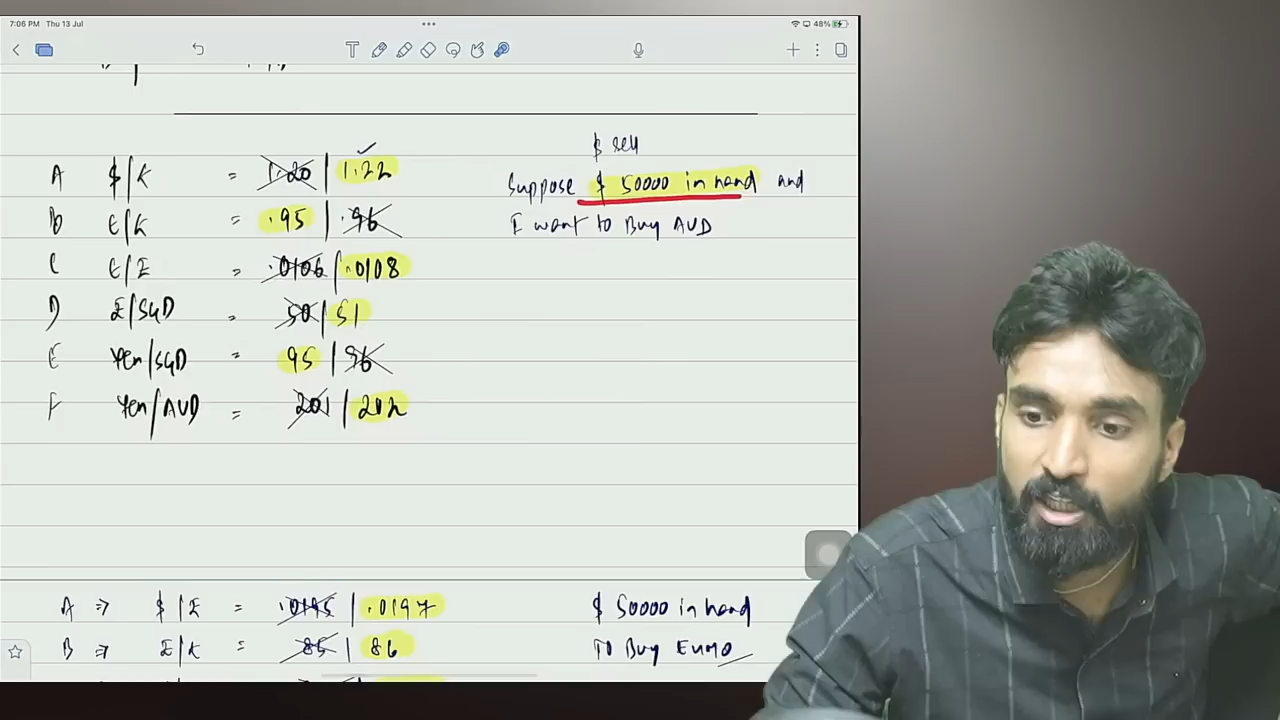 7:06 PM Thu 13 Jul
48%
$ sell
A $/K = 1.20 | 1.22
Suppose $ 50000 in hand and
B €/K = .95 | .96
I want to Buy AUD
C €/£ = .0106 | .0108
D £/SGD = 50 | 51
E Yen/SGD = 95 | 96
F Yen/AUD = 201 | 202
A ⇒ $/£ = .0195 | .0197
$ 50000 in hand
B ⇒ £/K = 85 | 86
To Buy EURO